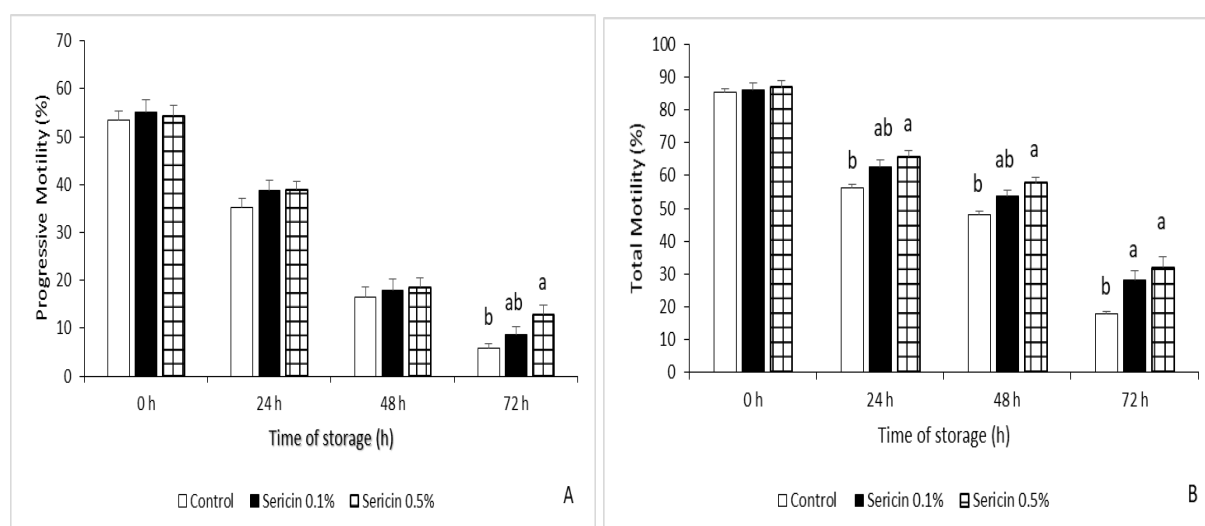 70
60
50
40
30
20
10
0
Progressive Motility (%)
b ab a
0 h 24 h 48 h 72 h
Time of storage (h)
Control Sericin 0.1% Sericin 0.5%
A
100
90
80
70
60
50
40
30
20
10
0
Total Motility (%)
b ab a
b ab a
b a a
0 h 24 h 48 h 72 h
Time of storage (h)
Control Sericin 0.1% Sericin 0.5%
B